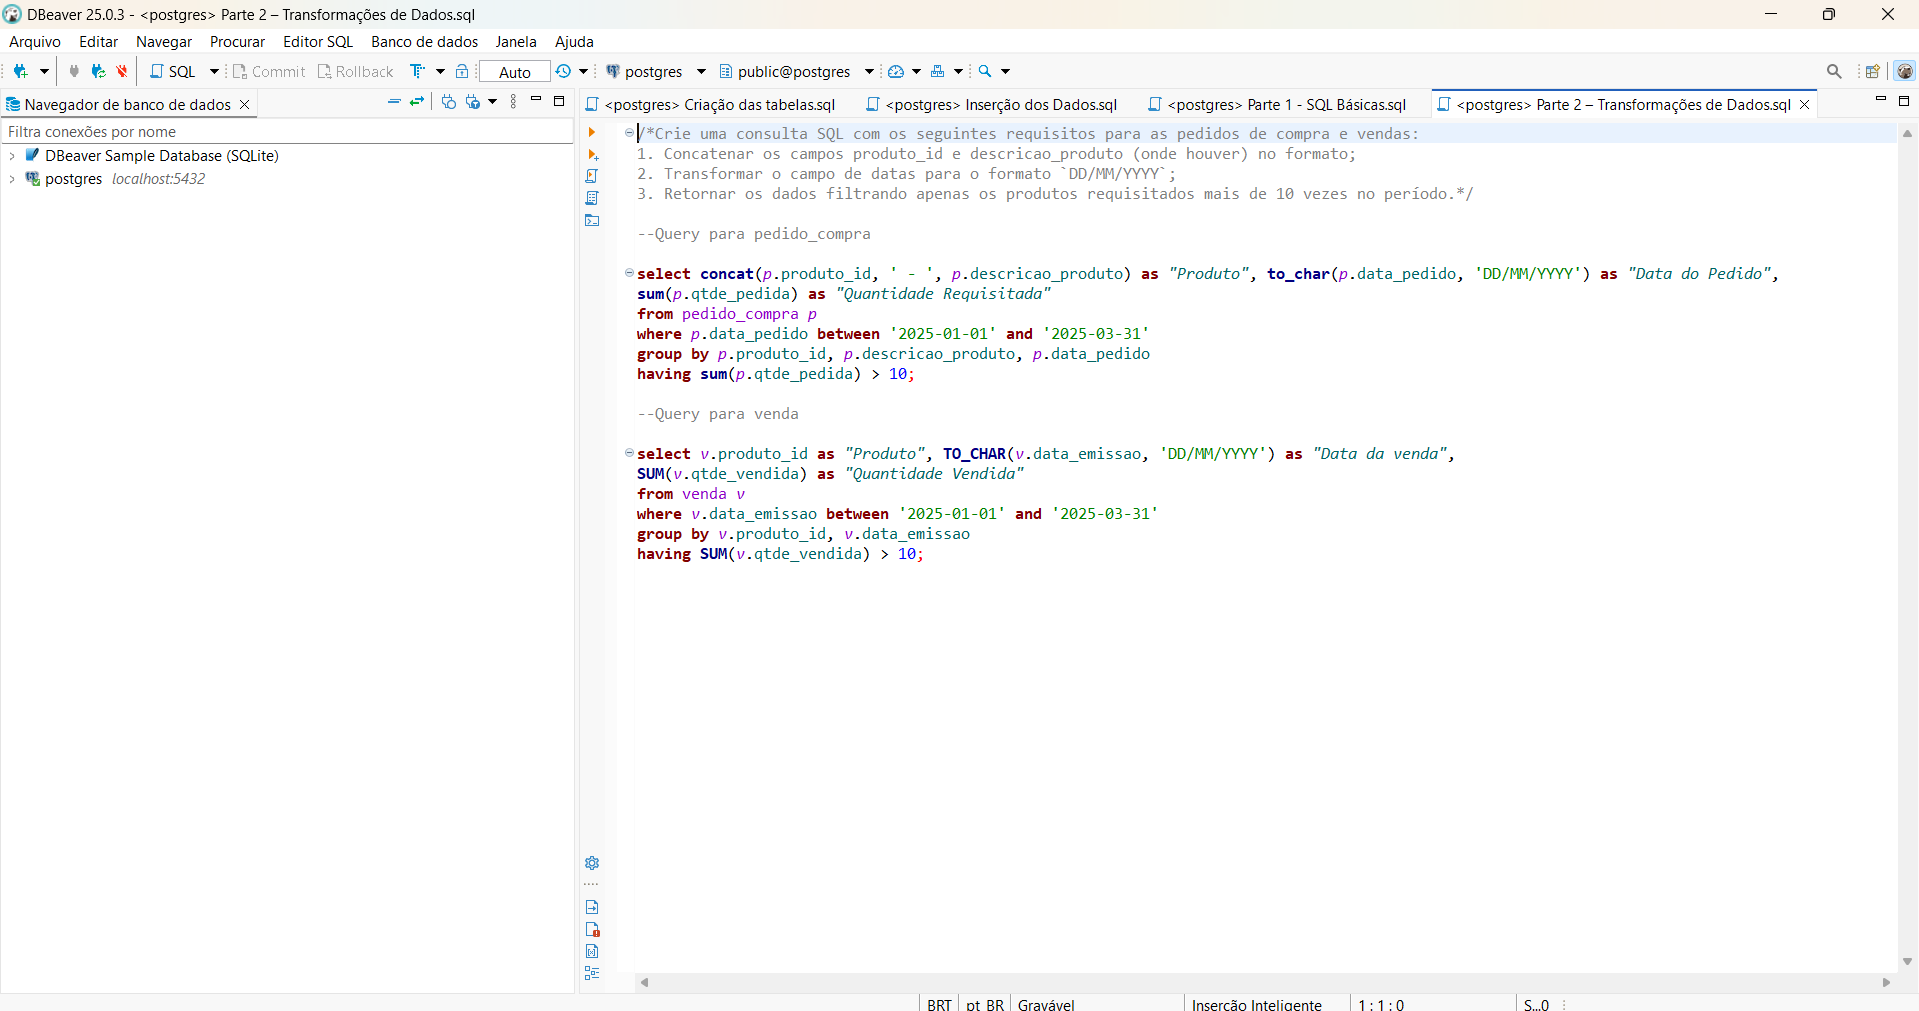 DBeaver 25.0.3 - <postgres> Parte 2 – Transformações de Dados.sql
Arquivo Editar Navegar Procurar Editor SQL Banco de dados Janela Ajuda
SQL Commit Rollback Auto postgres public@postgres
Navegador de banco de dados
<postgres> Criação das tabelas.sql <postgres> Inserção dos Dados.sql <postgres> Parte 1 - SQL Básicas.sql <postgres> Parte 2 – Transformações de Dados.sql
Filtra conexões por nome
DBeaver Sample Database (SQLite)
postgres localhost:5432
/*Crie uma consulta SQL com os seguintes requisitos para as pedidos de compra e vendas:
1. Concatenar os campos produto_id e descricao_produto (onde houver) no formato;
2. Transformar o campo de datas para o formato `DD/MM/YYYY`;
3. Retornar os dados filtrando apenas os produtos requisitados mais de 10 vezes no período.*/
--Query para pedido_compra
select concat(p.produto_id, ' - ', p.descricao_produto) as "Produto", to_char(p.data_pedido, 'DD/MM/YYYY') as "Data do Pedido",
sum(p.qtde_pedida) as "Quantidade Requisitada"
from pedido_compra p
where p.data_pedido between '2025-01-01' and '2025-03-31'
group by p.produto_id, p.descricao_produto, p.data_pedido
having sum(p.qtde_pedida) > 10;
--Query para venda
select v.produto_id as "Produto", TO_CHAR(v.data_emissao, 'DD/MM/YYYY') as "Data da venda",
SUM(v.qtde_vendida) as "Quantidade Vendida"
from venda v
where v.data_emissao between '2025-01-01' and '2025-03-31'
group by v.produto_id, v.data_emissao
having SUM(v.qtde_vendida) > 10;
BRT pt_BR Gravável Inserção Inteligente 1 : 1 : 0 S...0